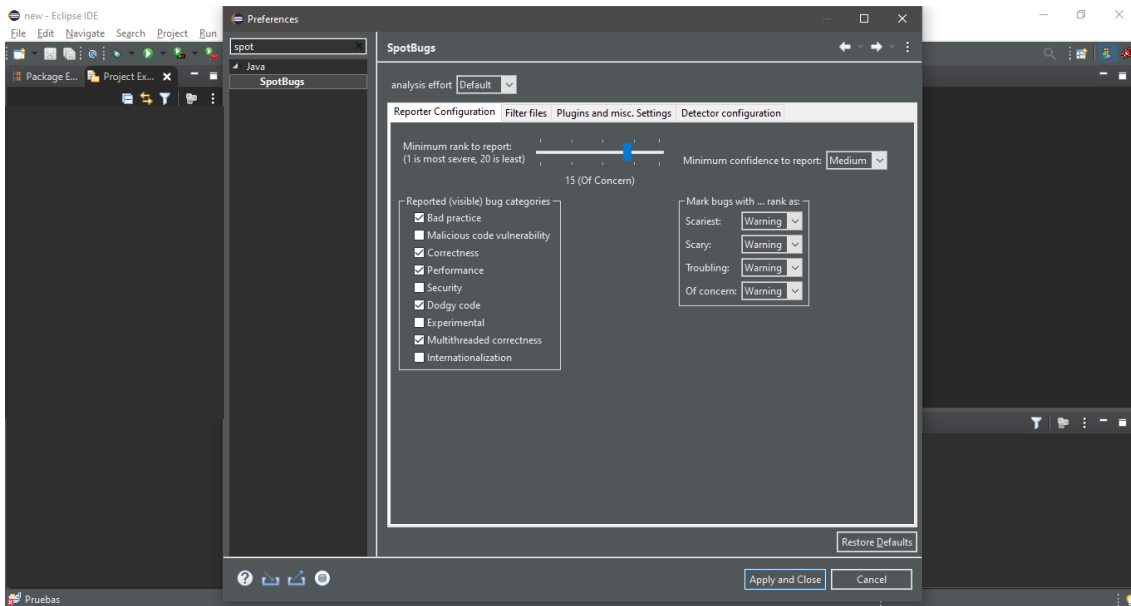 new - Eclipse IDE
File Edit Navigate Search Project Run
Package E... Project Ex...
Pruebas
Preferences
spot
Java
SpotBugs
SpotBugs
analysis effort Default
Reporter Configuration Filter files Plugins and misc. Settings Detector configuration
Minimum rank to report:
(1 is most severe, 20 is least)
15 (Of Concern)
Minimum confidence to report: Medium
Reported (visible) bug categories
Bad practice
Malicious code vulnerability
Correctness
Performance
Security
Dodgy code
Experimental
Multithreaded correctness
Internationalization
Mark bugs with ... rank as:
Scariest: Warning
Scary: Warning
Troubling: Warning
Of concern: Warning
Restore Defaults
Apply and Close Cancel